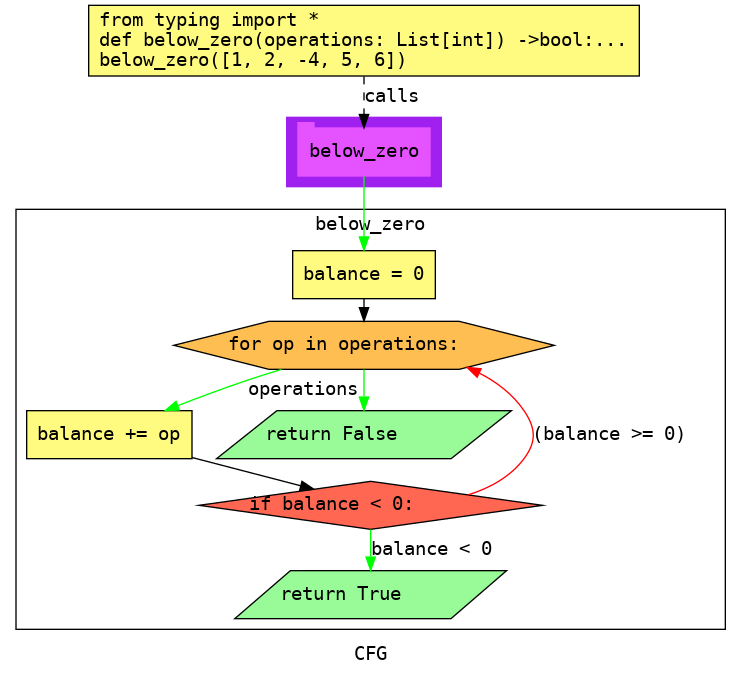 from typing import *
def below_zero(operations: List[int]) ->bool:...
below_zero([1, 2, -4, 5, 6])
calls
below_zero
below_zero
balance = 0
for op in operations:
operations
balance += op
return False
(balance >= 0)
if balance < 0:
balance < 0
return True
CFG